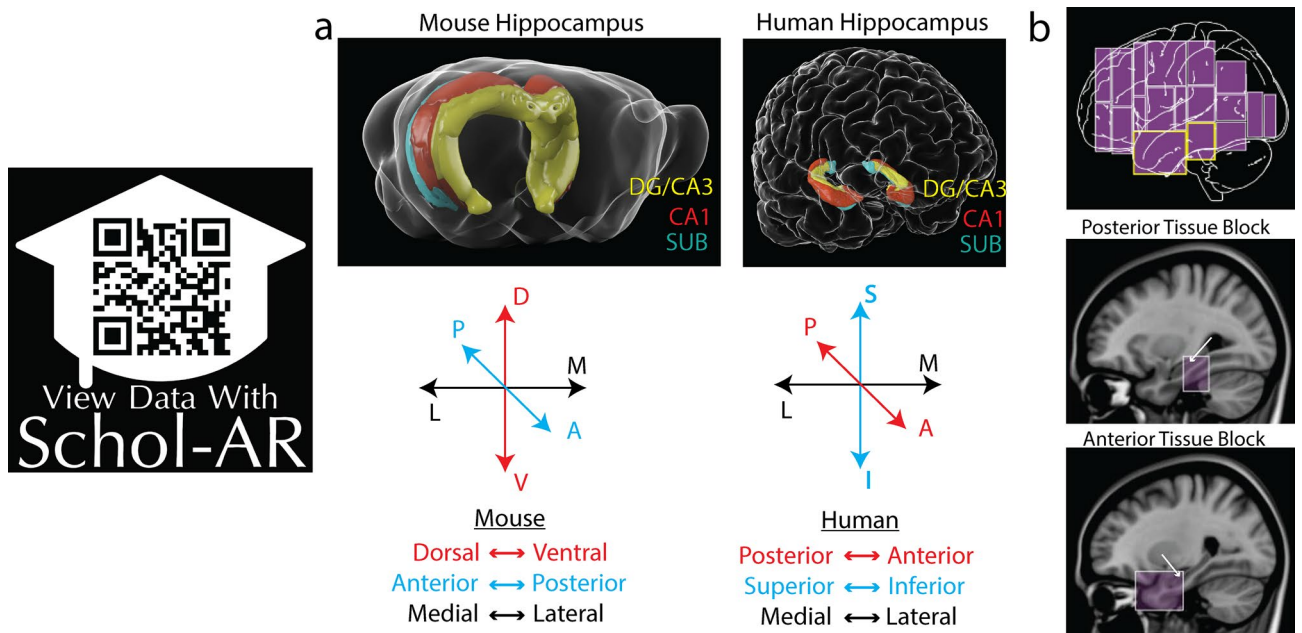 View Data With
Schol-AR
a
Mouse Hippocampus
DG/CA3
CA1
SUB
D
P
M
L
A
V
Mouse
Dorsal ↔ Ventral
Anterior ↔ Posterior
Medial ↔ Lateral
Human Hippocampus
DG/CA3
CA1
SUB
S
P
M
L
A
I
Human
Posterior ↔ Anterior
Superior ↔ Inferior
Medial ↔ Lateral
b
Posterior Tissue Block
Anterior Tissue Block